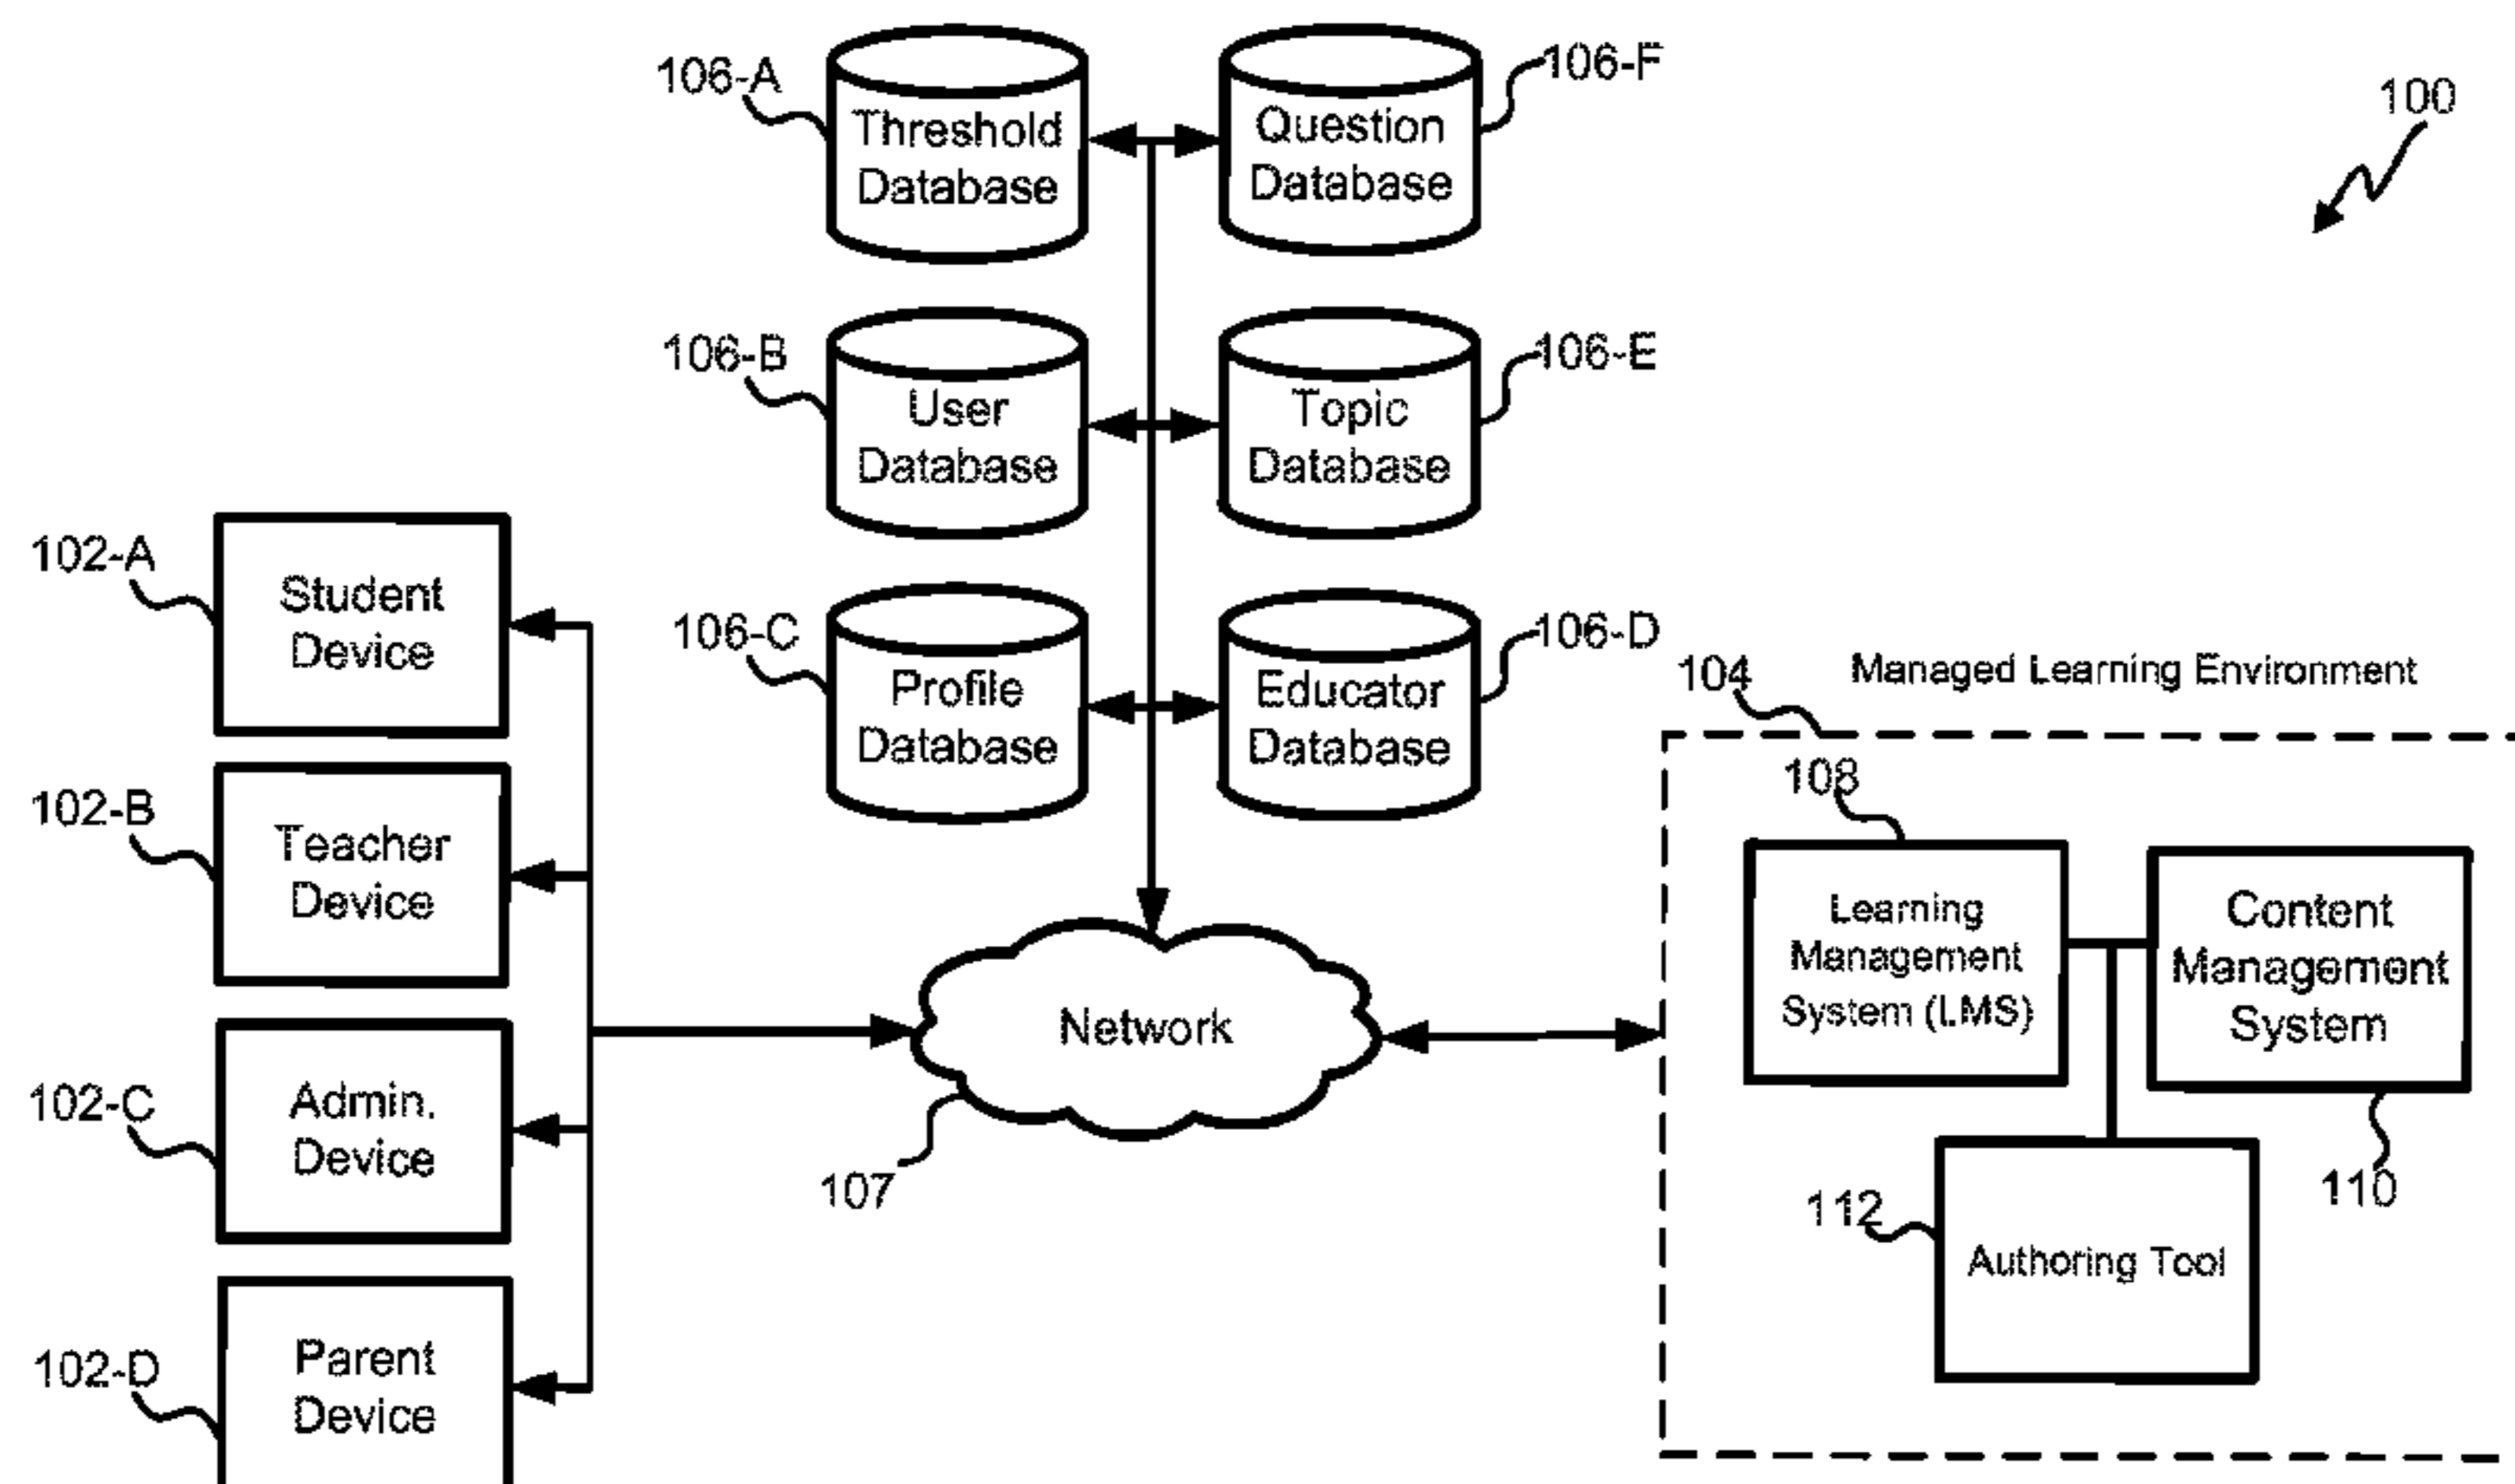 106-A
Threshold
Database
Question
Database
106-F
100
106-B
User
Database
Topic
Database
106-E
102-A
Student
Device
106-C
Profile
Database
Educator
Database
106-D
104
Managed Learning Environment
102-B
Teacher
Device
108
Learning
Management
System (LMS)
Content
Management
System
Network
102-C
Admin.
Device
107
112
110
Authoring Tool
102-D
Parent
Device